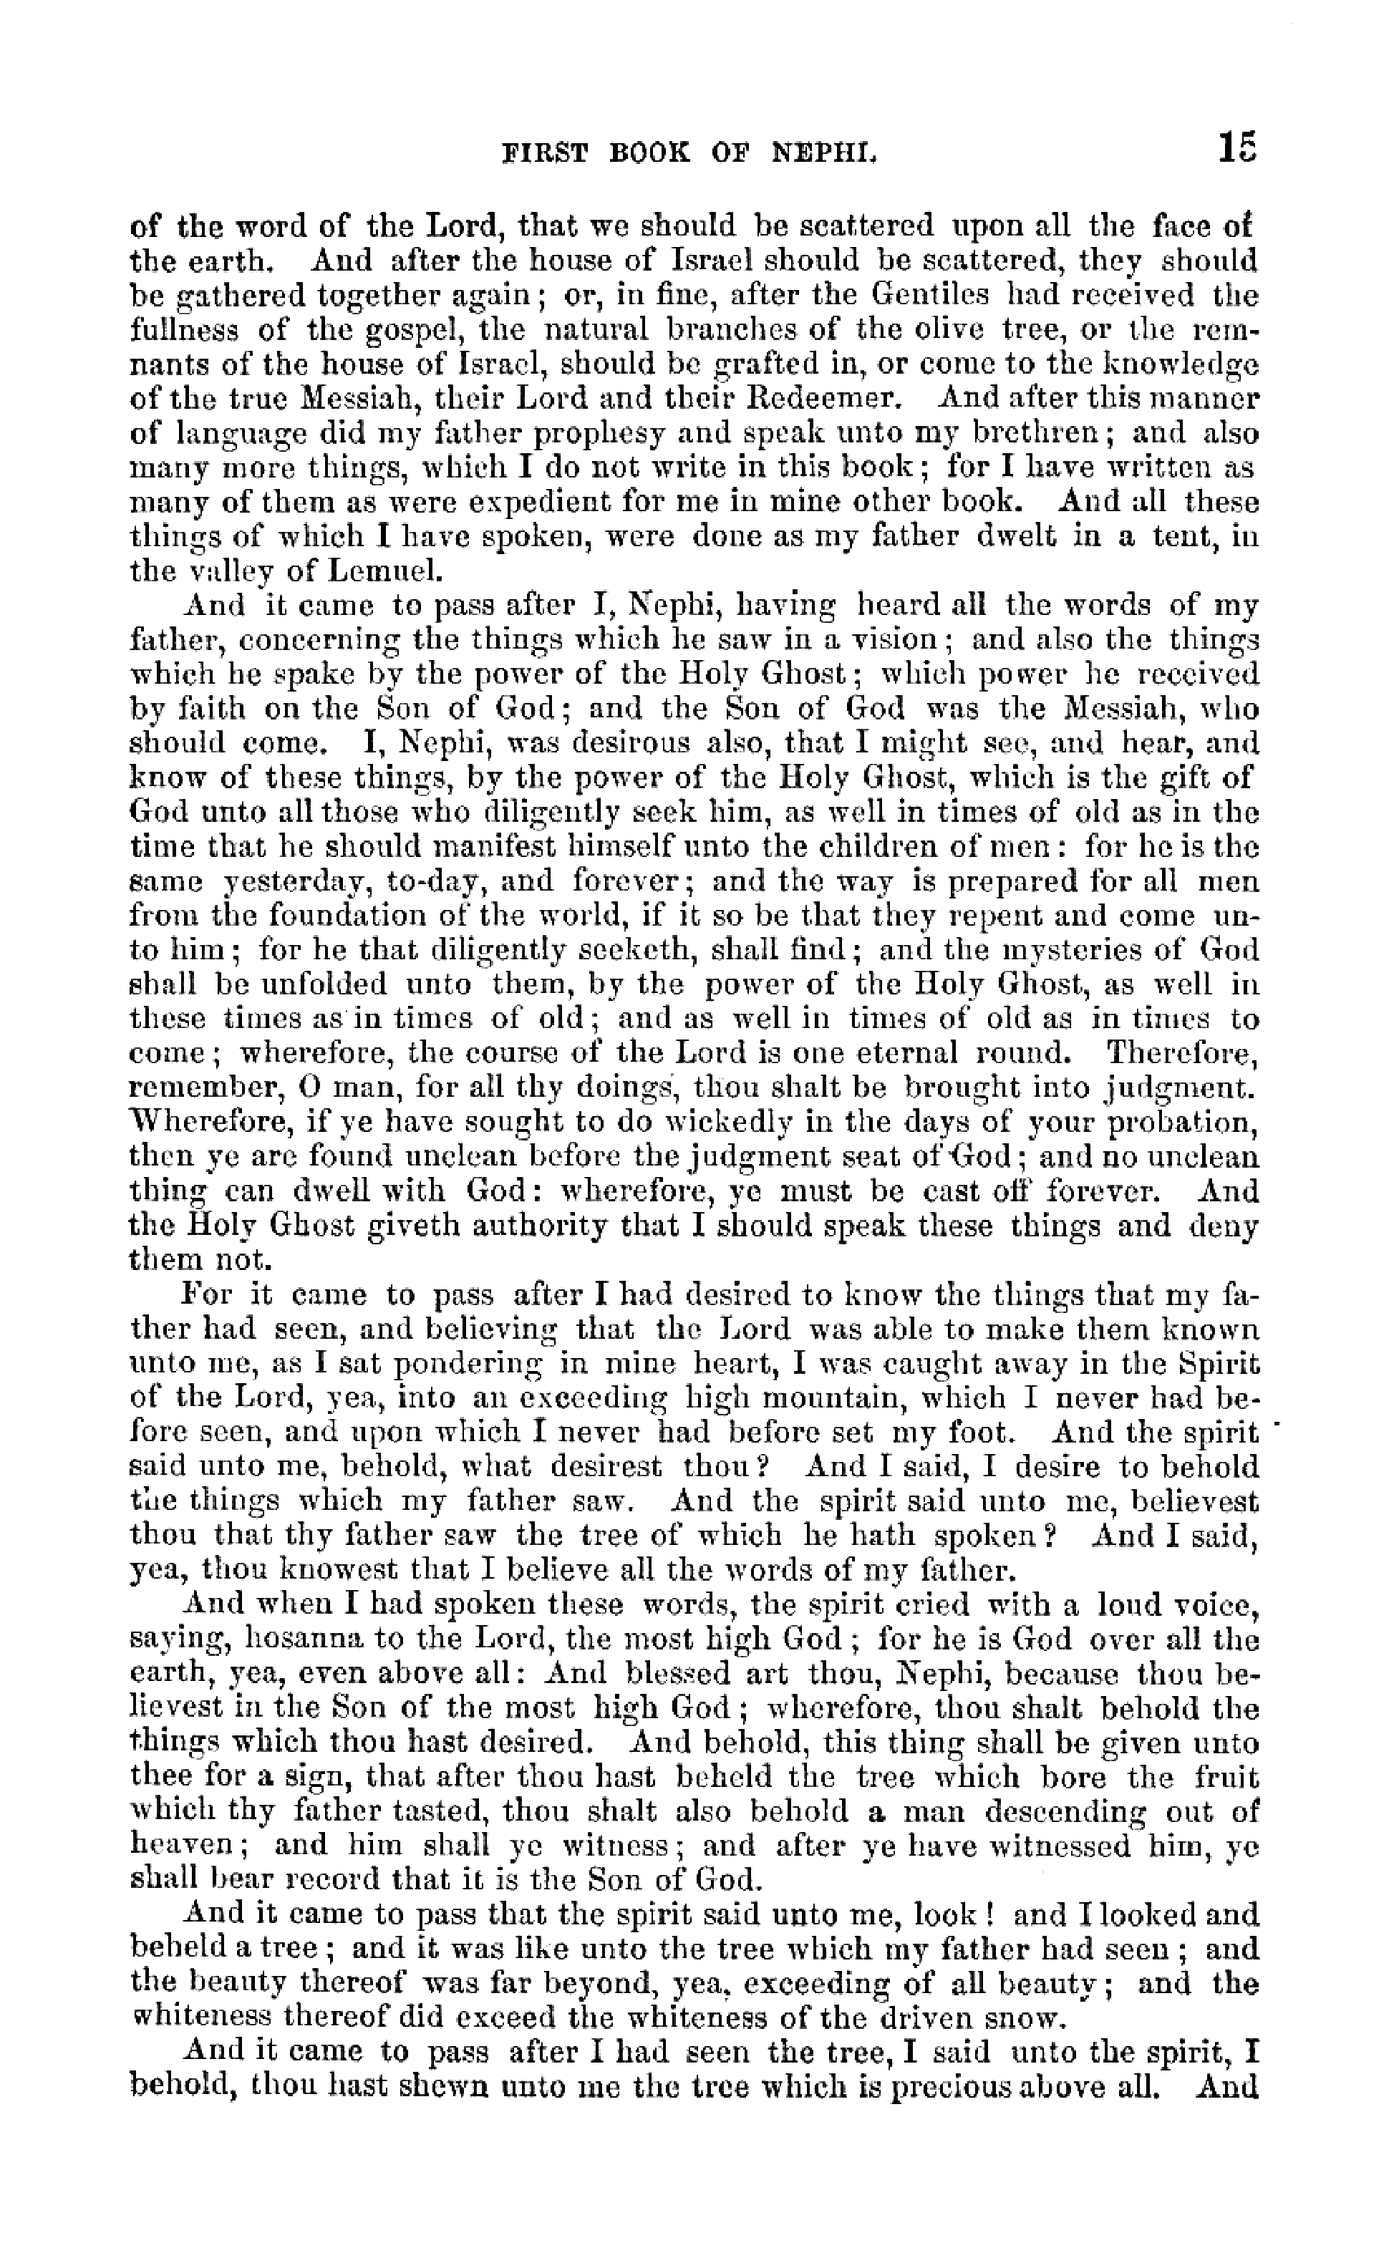 FIRST BOOK OF NEPHI. 15
of the word of the Lord, that we should be scattered upon all the face of
the earth. And after the house of Israel should be scattered, they should
be gathered together again; or, in fine, after the Gentiles had received the
fullness of the gospel, the natural branches of the olive tree, or the rem-
nants of the house of Israel, should be grafted in, or come to the knowledge
of the true Messiah, their Lord and their Redeemer. And after this manner
of language did my father prophesy and speak unto my brethren; and also
many more things, which I do not write in this book; for I have written as
many of them as were expedient for me in mine other book. And all these
things of which I have spoken, were done as my father dwelt in a tent, in
the valley of Lemuel.
And it came to pass after I, Nephi, having heard all the words of my
father, concerning the things which he saw in a vision; and also the things
which he spake by the power of the Holy Ghost; which power he received
by faith on the Son of God; and the Son of God was the Messiah, who
should come. I, Nephi, was desirous also, that I might see, and hear, and
know of these things, by the power of the Holy Ghost, which is the gift of
God unto all those who diligently seek him, as well in times of old as in the
time that he should manifest himself unto the children of men: for he is the
same yesterday, to-day, and forever; and the way is prepared for all men
from the foundation of the world, if it so be that they repent and come un-
to him; for he that diligently seeketh, shall find; and the mysteries of God
shall be unfolded unto them, by the power of the Holy Ghost, as well in
these times as in times of old; and as well in times of old as in times to
come; wherefore, the course of the Lord is one eternal round. Therefore,
remember, O man, for all thy doings, thou shalt be brought into judgment.
Wherefore, if ye have sought to do wickedly in the days of your probation,
then ye are found unclean before the judgment seat of God; and no unclean
thing can dwell with God: wherefore, ye must be cast off forever. And
the Holy Ghost giveth authority that I should speak these things and deny
them not.
For it came to pass after I had desired to know the things that my fa-
ther had seen, and believing that the Lord was able to make them known
unto me, as I sat pondering in mine heart, I was caught away in the Spirit
of the Lord, yea, into an exceeding high mountain, which I never had be-
fore seen, and upon which I never had before set my foot. And the spirit
said unto me, behold, what desirest thou? And I said, I desire to behold
the things which my father saw. And the spirit said unto me, believest
thou that thy father saw the tree of which he hath spoken? And I said,
yea, thou knowest that I believe all the words of my father.
And when I had spoken these words, the spirit cried with a loud voice,
saying, hosanna to the Lord, the most high God; for he is God over all the
earth, yea, even above all: And blessed art thou, Nephi, because thou be-
lievest in the Son of the most high God; wherefore, thou shalt behold the
things which thou hast desired. And behold, this thing shall be given unto
thee for a sign, that after thou hast beheld the tree which bore the fruit
which thy father tasted, thou shalt also behold a man descending out of
heaven; and him shall ye witness; and after ye have witnessed him, ye
shall bear record that it is the Son of God.
And it came to pass that the spirit said unto me, look! and I looked and
beheld a tree; and it was like unto the tree which my father had seen; and
the beauty thereof was far beyond, yea, exceeding of all beauty; and the
whiteness thereof did exceed the whiteness of the driven snow.
And it came to pass after I had seen the tree, I said unto the spirit, I
behold, thou hast shewn unto me the tree which is precious above all. And